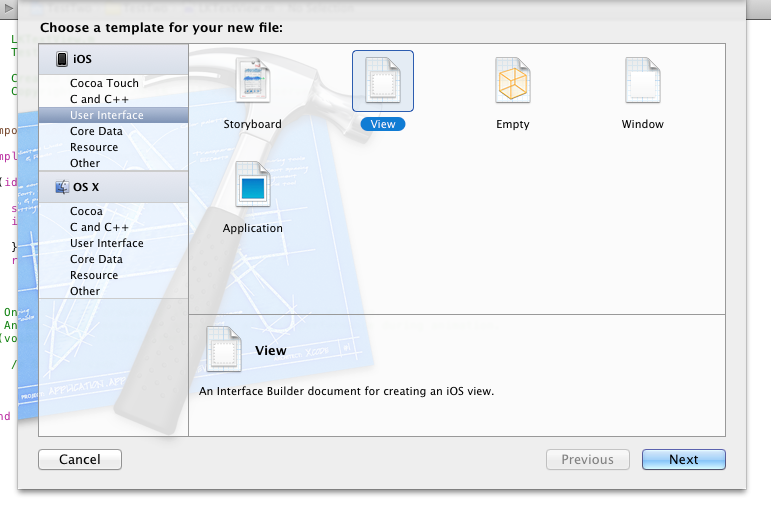 Choose a template for your new file:
iOS
Cocoa Touch
C and C++
User Interface
Core Data
Resource
Other
OS X
Cocoa
C and C++
User Interface
Core Data
Resource
Other
Storyboard
View
Empty
Window
Application
View
An Interface Builder document for creating an iOS view.
Cancel
Previous
Next